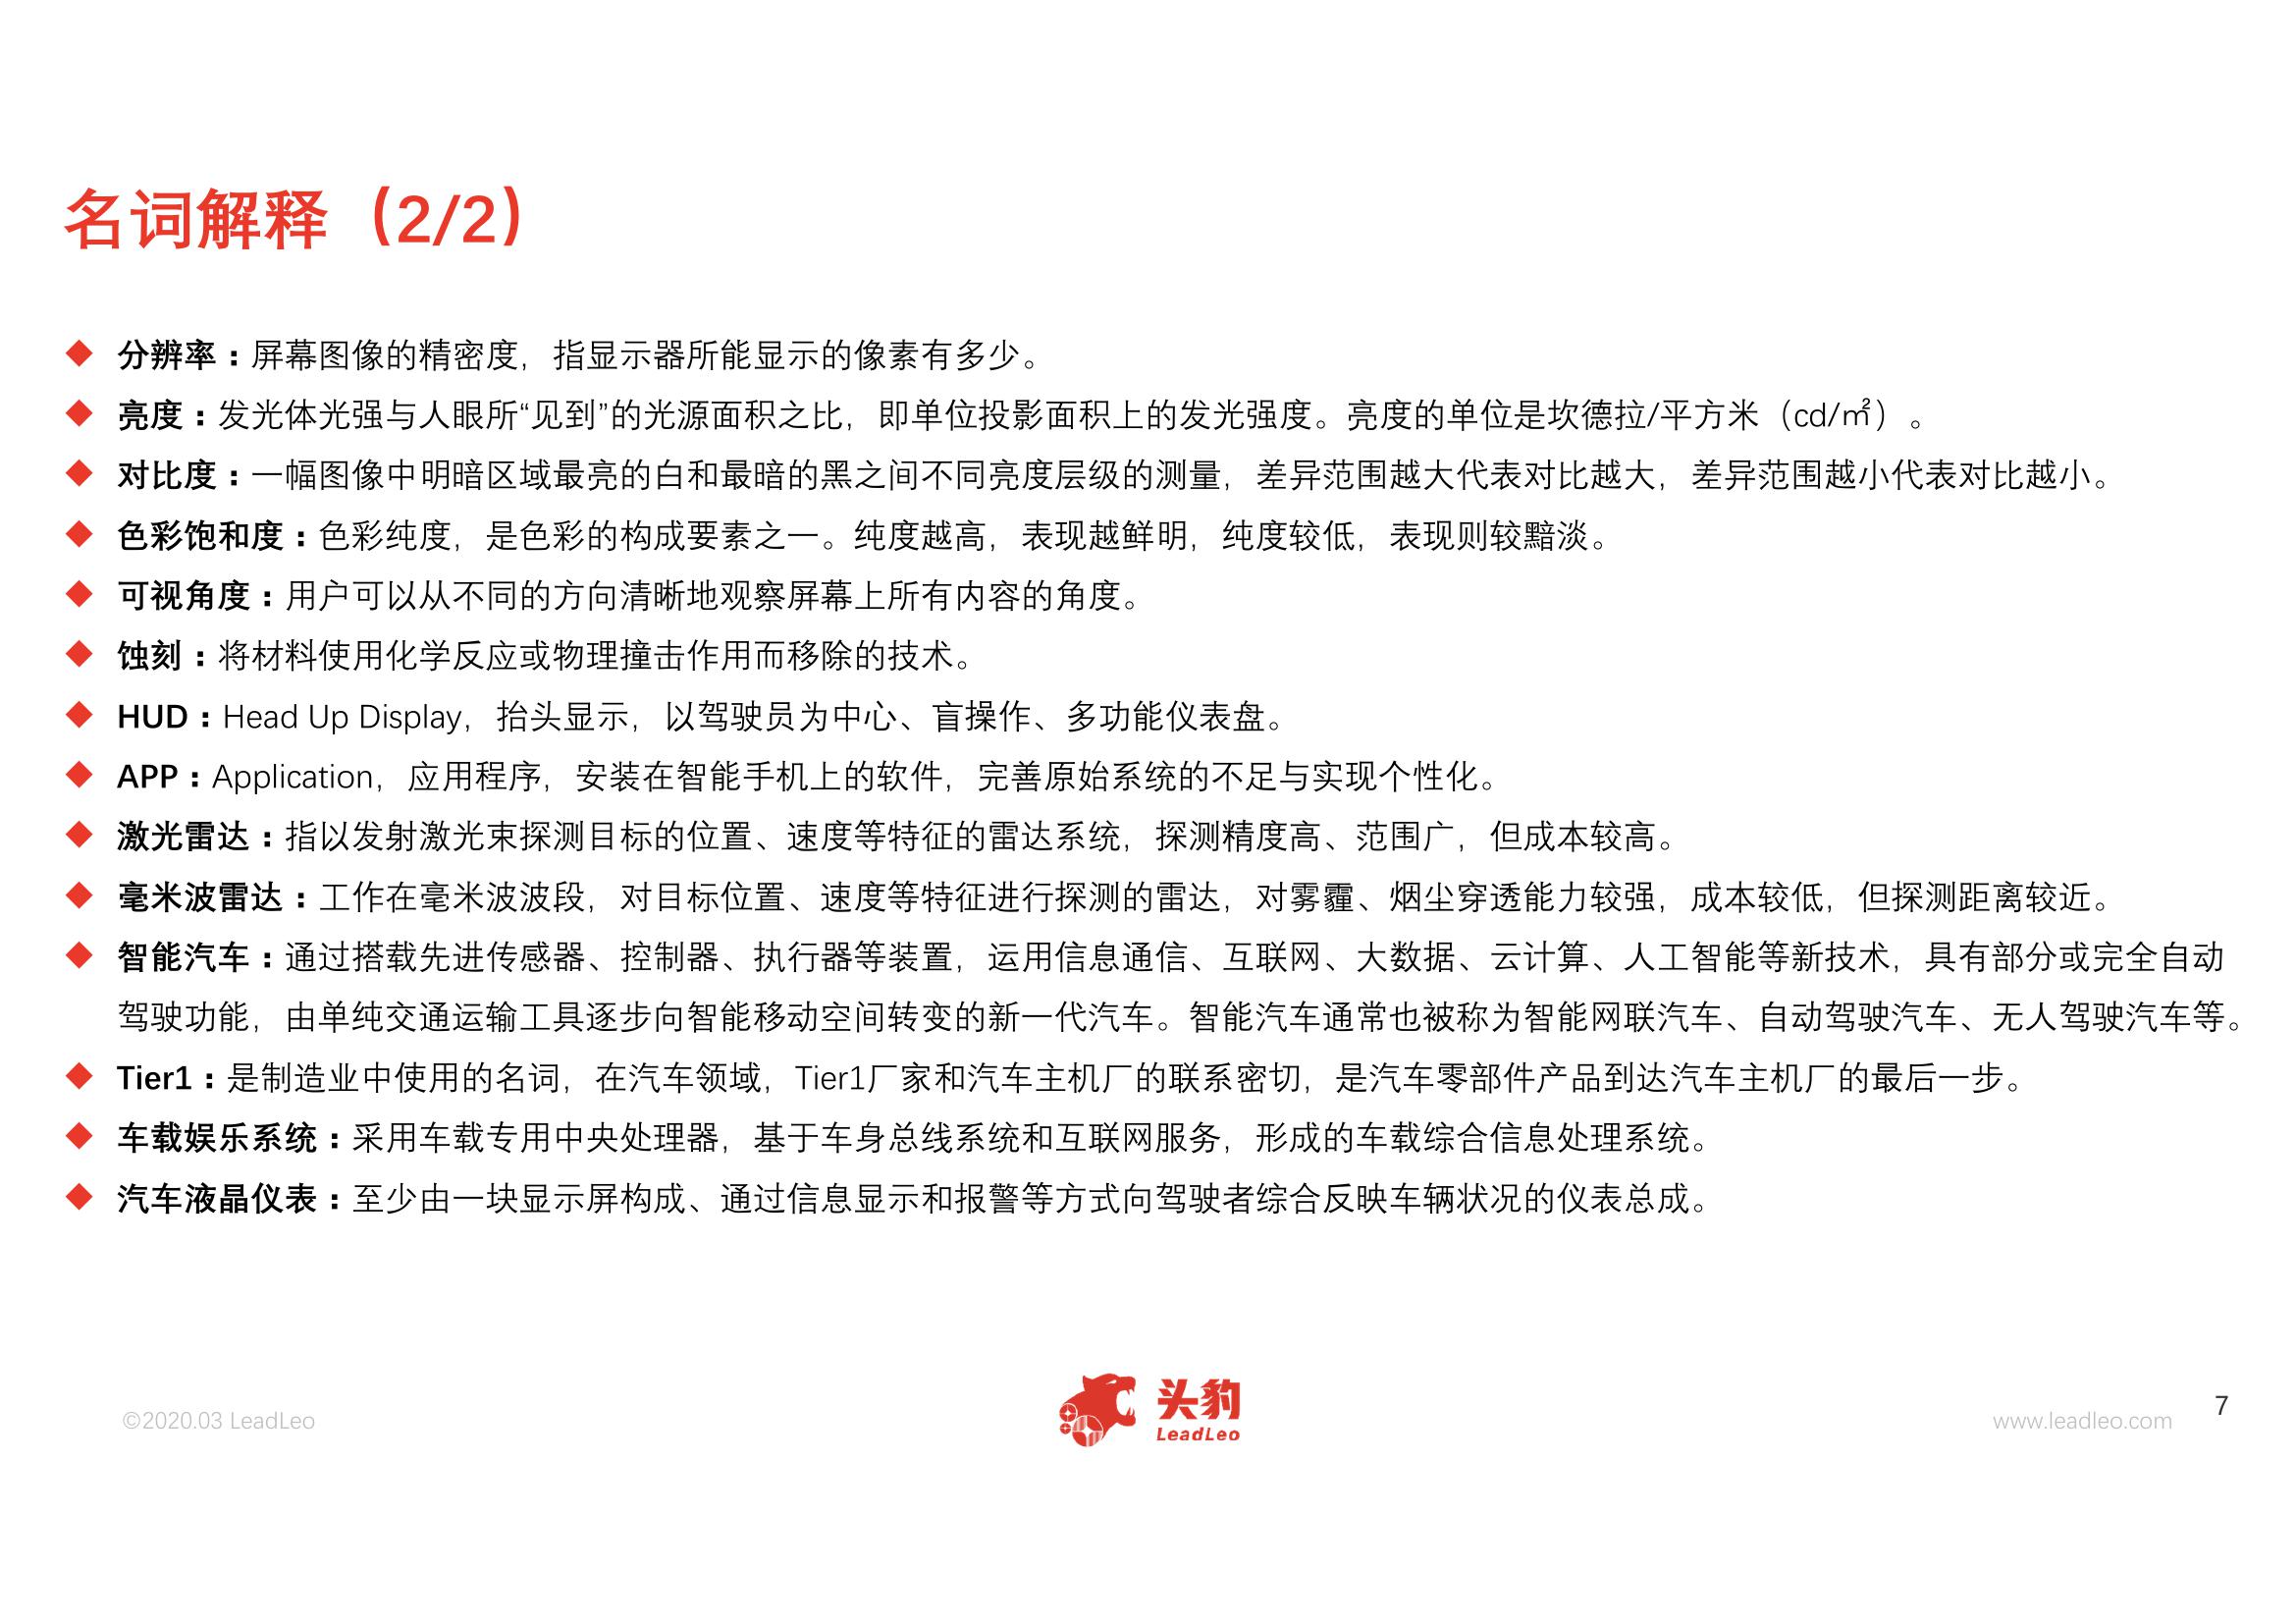 名词解释（2/2）
◆ 分辨率：屏幕图像的精密度，指显示器所能显示的像素有多少。
◆ 亮度：发光体光强与人眼所“见到”的光源面积之比，即单位投影面积上的发光强度。亮度的单位是坎德拉/平方米（cd/㎡）。
◆ 对比度：一幅图像中明暗区域最亮的白和最暗的黑之间不同亮度层级的测量，差异范围越大代表对比越大，差异范围越小代表对比越小。
◆ 色彩饱和度：色彩纯度，是色彩的构成要素之一。纯度越高，表现越鲜明，纯度较低，表现则较黯淡。
◆ 可视角度：用户可以从不同的方向清晰地观察屏幕上所有内容的角度。
◆ 蚀刻：将材料使用化学反应或物理撞击作用而移除的技术。
◆ HUD：Head Up Display，抬头显示，以驾驶员为中心、盲操作、多功能仪表盘。
◆ APP：Application，应用程序，安装在智能手机上的软件，完善原始系统的不足与实现个性化。
◆ 激光雷达：指以发射激光束探测目标的位置、速度等特征的雷达系统，探测精度高、范围广，但成本较高。
◆ 毫米波雷达：工作在毫米波波段，对目标位置、速度等特征进行探测的雷达，对雾霾、烟尘穿透能力较强，成本较低，但探测距离较近。
◆ 智能汽车：通过搭载先进传感器、控制器、执行器等装置，运用信息通信、互联网、大数据、云计算、人工智能等新技术，具有部分或完全自动
驾驶功能，由单纯交通运输工具逐步向智能移动空间转变的新一代汽车。智能汽车通常也被称为智能网联汽车、自动驾驶汽车、无人驾驶汽车等。
◆ Tier1：是制造业中使用的名词，在汽车领域，Tier1厂家和汽车主机厂的联系密切，是汽车零部件产品到达汽车主机厂的最后一步。
◆ 车载娱乐系统：采用车载专用中央处理器，基于车身总线系统和互联网服务，形成的车载综合信息处理系统。
◆ 汽车液晶仪表：至少由一块显示屏构成、通过信息显示和报警等方式向驾驶者综合反映车辆状况的仪表总成。
©2020.03 LeadLeo
头豹
LeadLeo
www.leadleo.com
7